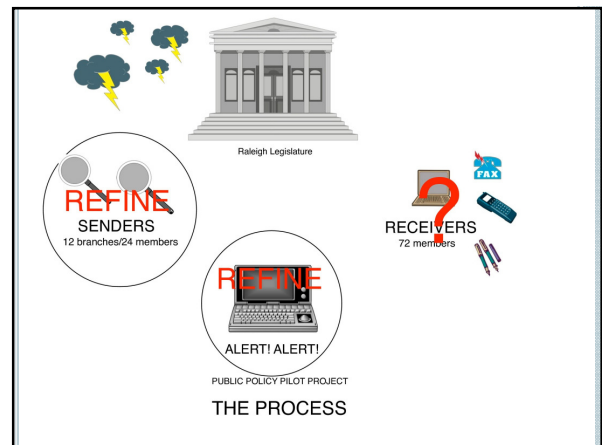 Raleigh Legislature
REFINE
SENDERS
12 branches/24 members
FAX
?
RECEIVERS
72 members
REFINE
ALERT! ALERT!
PUBLIC POLICY PILOT PROJECT
THE PROCESS